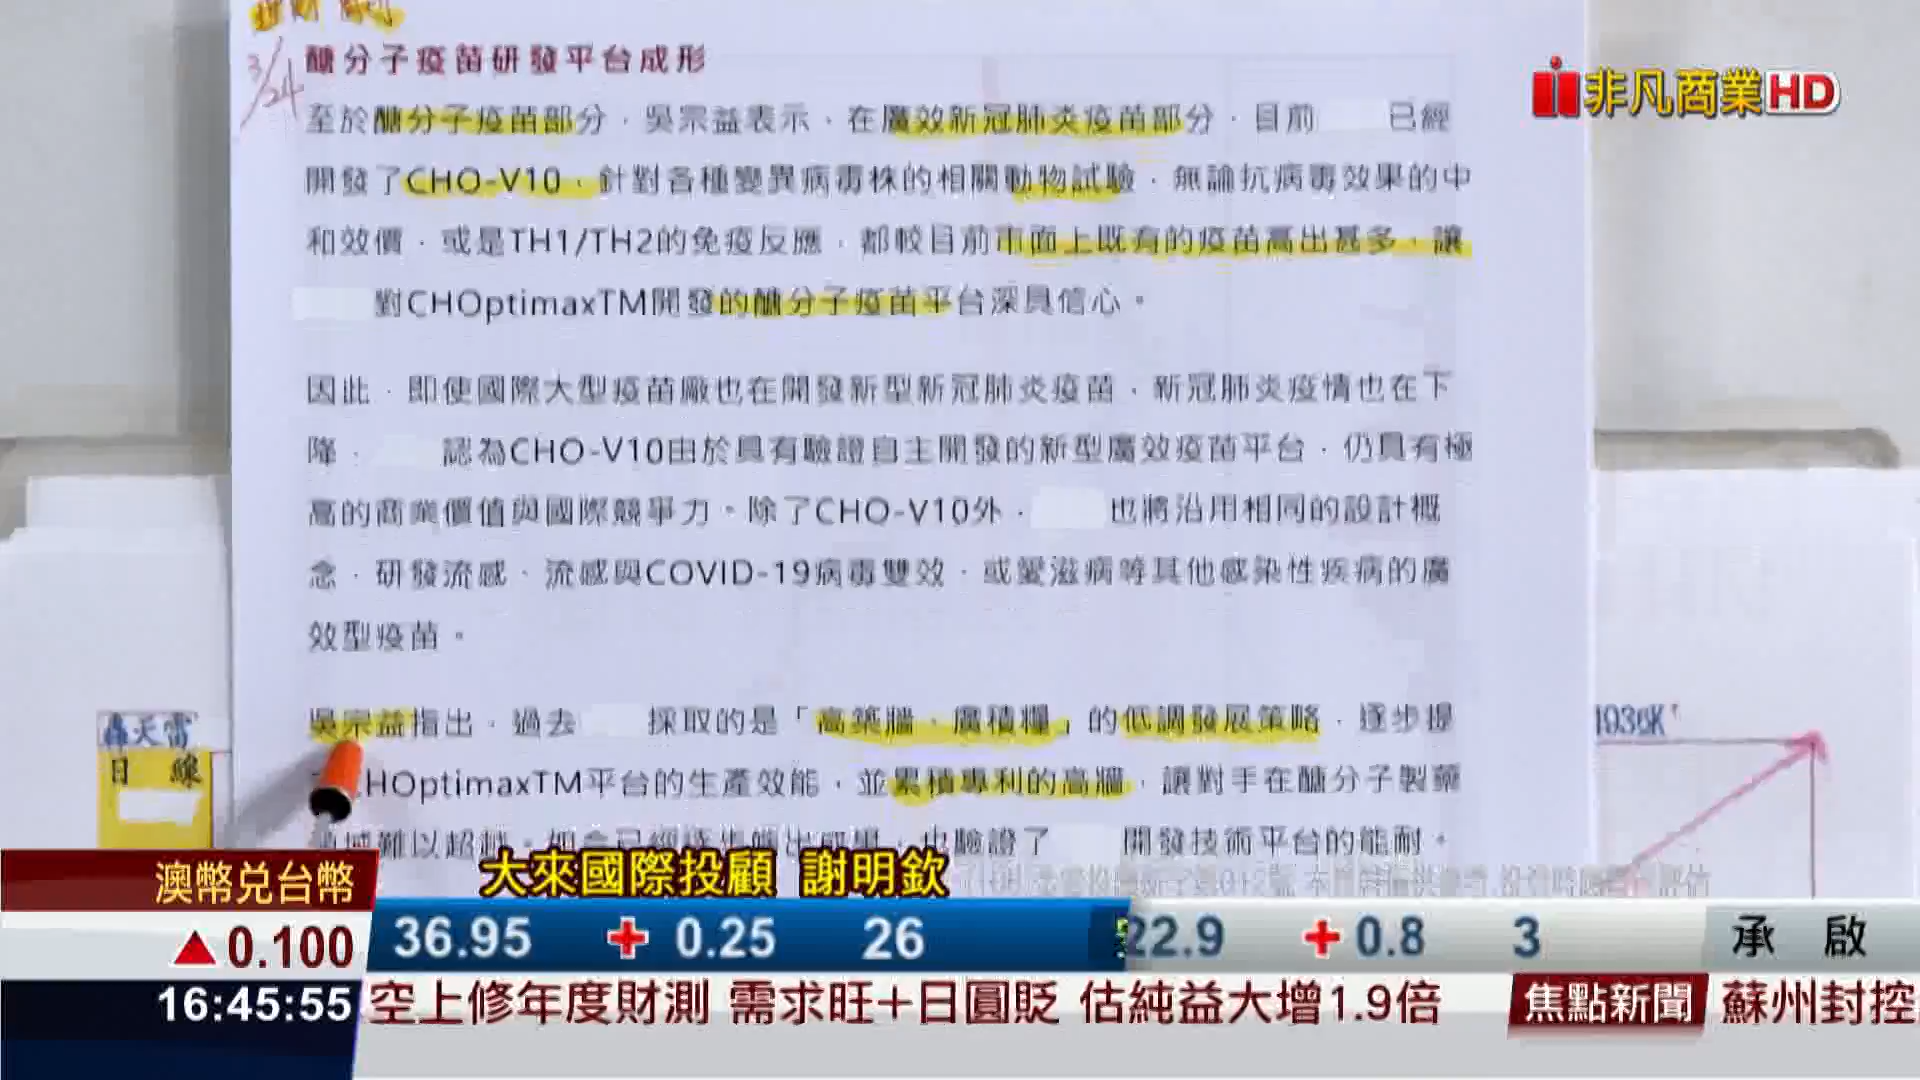 3/24
醣分子疫苗研發平台成形
至於醣分子疫苗部分，吳宗益表示，在廣效新冠肺炎疫苗部分，目前 已經
開發了CHO-V10，針對各種變異病毒株的相關動物試驗，無論抗病毒效果的中
和效價，或是TH1/TH2的免疫反應，都較目前市面上既有的疫苗高出甚多，讓
對CHOptimaxTM開發的醣分子疫苗平台深具信心。
因此，即使國際大型疫苗廠也在開發新型新冠肺炎疫苗，新冠肺炎疫情也在下
降， 認為CHO-V10由於具有驗證自主開發的新型廣效疫苗平台，仍具有極
高的商業價值與國際競爭力。除了CHO-V10外， 也將沿用相同的設計概
念，研發流感、流感與COVID-19病毒雙效，或愛滋病等其他感染性疾病的廣
效型疫苗。
吳宗益指出，過去 採取的是「高築牆、廣積糧」的低調發展策略，逐步提
HOptimaxTM平台的生產效能，並累積專利的高牆，讓對手在醣分子製藥
難以超越， 也驗證了 開發技術平台的能耐。
非凡商業HD
轟天雷
日 線
1936K
大來國際投顧 謝明欽
澳幣兌台幣
▲0.100
36.95 + 0.25 26
22.9 + 0.8 3 承 啟
16:45:55
空上修年度財測 需求旺+日圓貶 估純益大增1.9倍 焦點新聞 蘇州封控